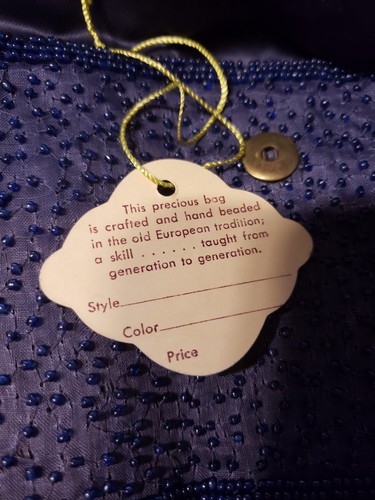 This precious bag
is crafted and hand beaded
in the old European tradition;
a skill . . . . . . . taught from
generation to generation.
Style
Color
Price